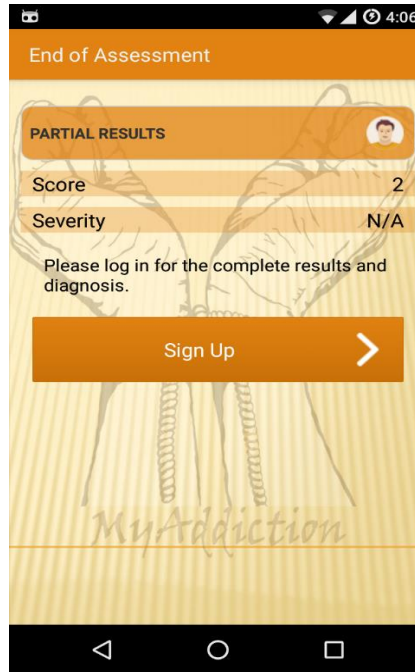 4:06
End of Assessment
PARTIAL RESULTS
Score 2
Severity N/A
Please log in for the complete results and
diagnosis.
Sign Up
MyAddiction